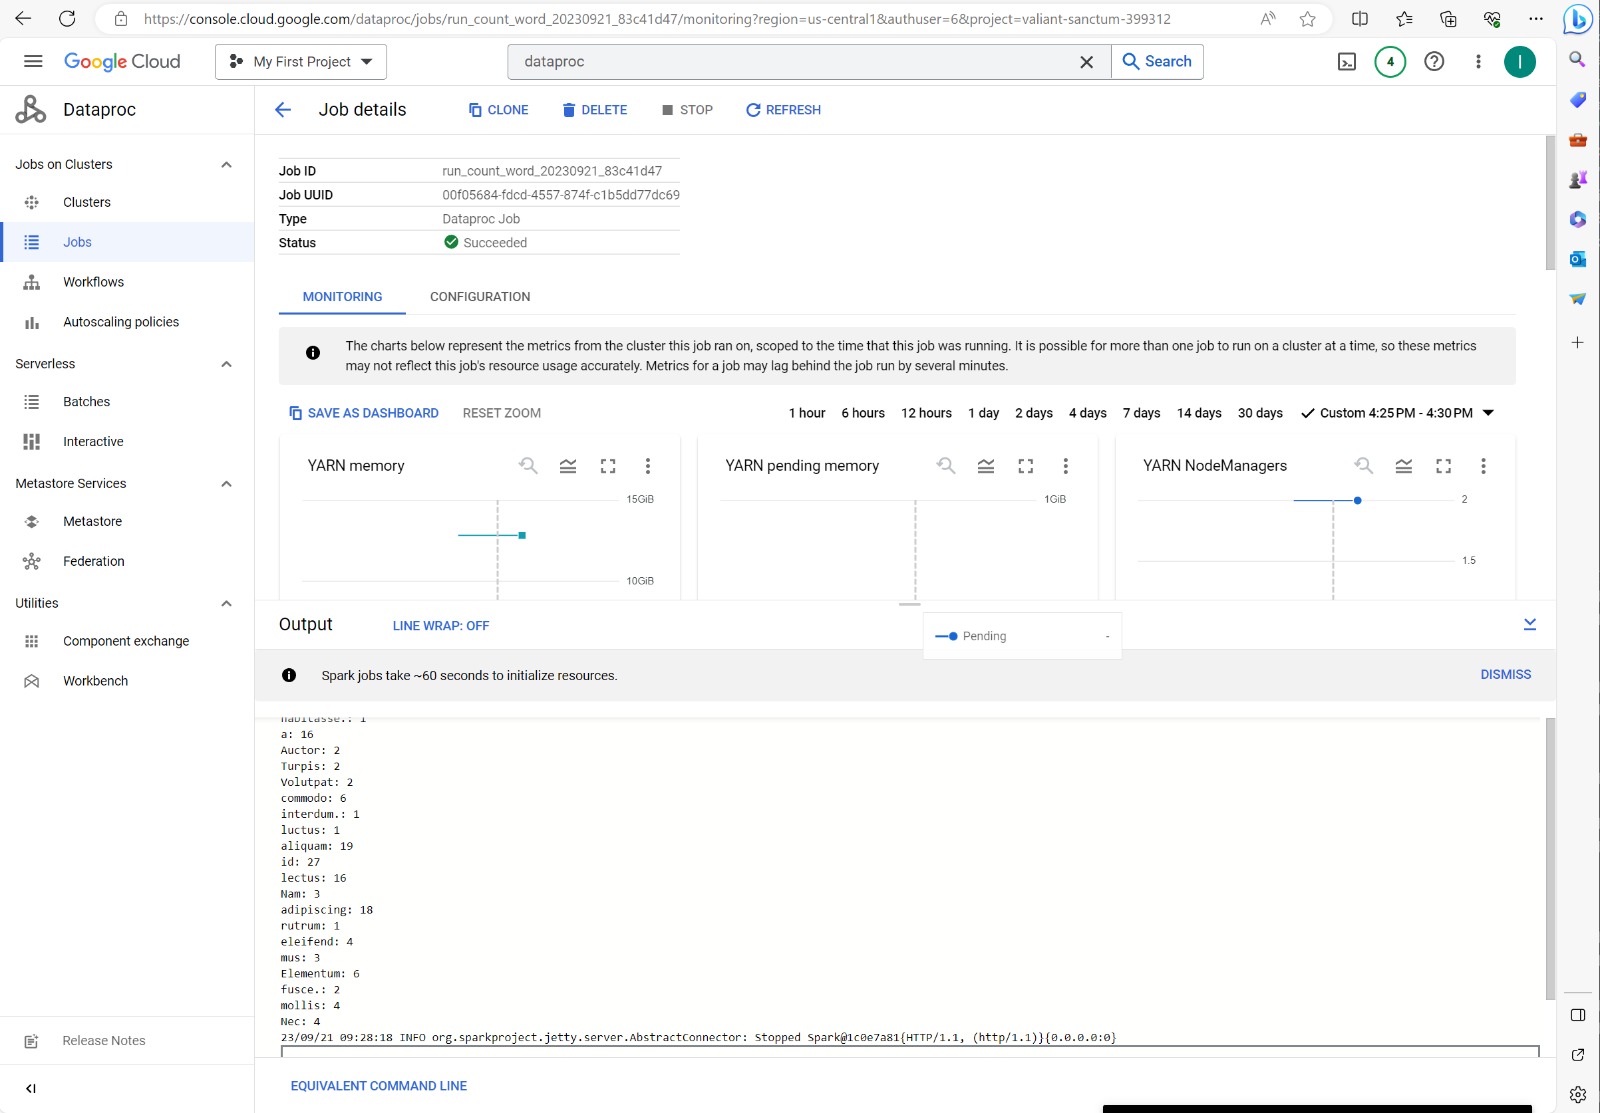 https://console.cloud.google.com/dataproc/jobs/run_count_word_20230921_83c41d47/monitoring?region=us-central1&authuser=6&project=valiant-sanctum-399312
Google Cloud
My First Project
dataproc
Search
4
I
Dataproc
Job details
CLONE
DELETE
STOP
REFRESH
Jobs on Clusters
Clusters
Jobs
Workflows
Autoscaling policies
Serverless
Batches
Interactive
Metastore Services
Metastore
Federation
Utilities
Component exchange
Workbench
Release Notes
Job ID run_count_word_20230921_83c41d47
Job UUID 00f05684-fdcd-4557-874f-c1b5dd77dc69
Type Dataproc Job
Status Succeeded
MONITORING CONFIGURATION
The charts below represent the metrics from the cluster this job ran on, scoped to the time that this job was running. It is possible for more than one job to run on a cluster at a time, so these metrics
may not reflect this job's resource usage accurately. Metrics for a job may lag behind the job run by several minutes.
SAVE AS DASHBOARD RESET ZOOM 1 hour 6 hours 12 hours 1 day 2 days 4 days 7 days 14 days 30 days Custom 4:25 PM - 4:30 PM
YARN memory
15GiB
10GiB
YARN pending memory
1GiB
YARN NodeManagers
2
1.5
Output LINE WRAP: OFF
Pending -
Spark jobs take ~60 seconds to initialize resources. DISMISS
habitasse.: 1
a: 16
Auctor: 2
Turpis: 2
Volutpat: 2
commodo: 6
interdum.: 1
luctus: 1
aliquam: 19
id: 27
lectus: 16
Nam: 3
adipiscing: 18
rutrum: 1
eleifend: 4
mus: 3
Elementum: 6
fusce.: 2
mollis: 4
Nec: 4
23/09/21 09:28:18 INFO org.sparkproject.jetty.server.AbstractConnector: Stopped Spark@1c0e7a81{HTTP/1.1, (http/1.1)}{0.0.0.0:0}
EQUIVALENT COMMAND LINE